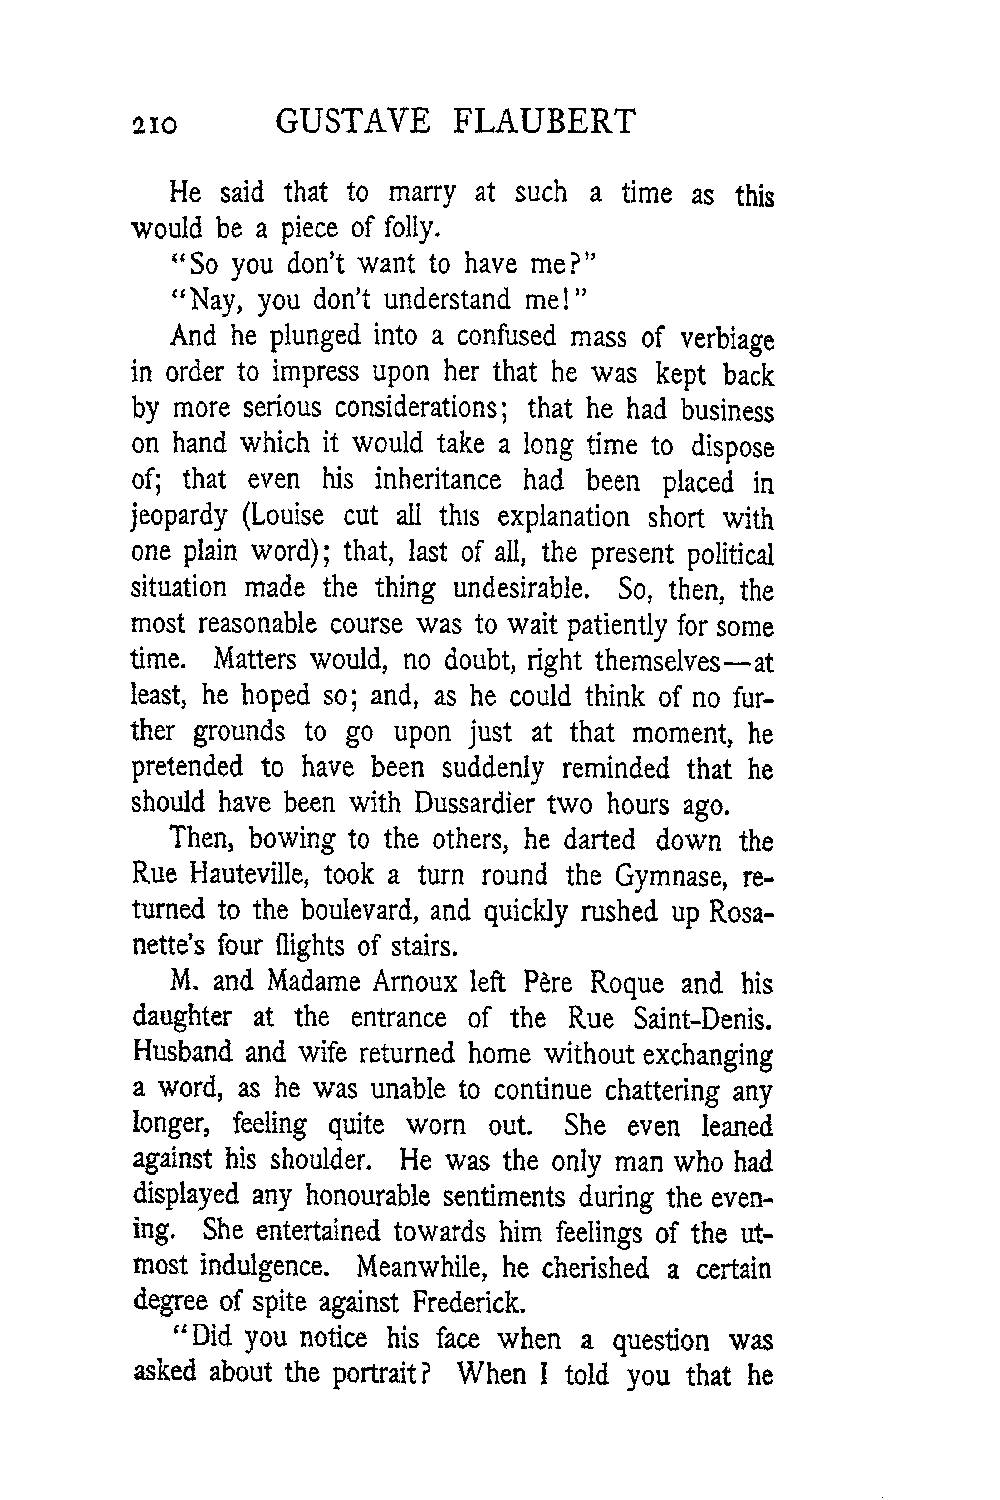 210 GUSTAVE FLAUBERT
He said that to marry at such a time as this
would be a piece of folly.
“So you don't want to have me?”
“Nay, you don't understand me!”
And he plunged into a confused mass of verbiage
in order to impress upon her that he was kept back
by more serious considerations; that he had business
on hand which it would take a long time to dispose
of; that even his inheritance had been placed in
jeopardy (Louise cut all this explanation short with
one plain word); that, last of all, the present political
situation made the thing undesirable. So, then, the
most reasonable course was to wait patiently for some
time. Matters would, no doubt, right themselves—at
least, he hoped so; and, as he could think of no fur-
ther grounds to go upon just at that moment, he
pretended to have been suddenly reminded that he
should have been with Dussardier two hours ago.
Then, bowing to the others, he darted down the
Rue Hauteville, took a turn round the Gymnase, re-
turned to the boulevard, and quickly rushed up Rosa-
nette's four flights of stairs.
M. and Madame Arnoux left Père Roque and his
daughter at the entrance of the Rue Saint-Denis.
Husband and wife returned home without exchanging
a word, as he was unable to continue chattering any
longer, feeling quite worn out. She even leaned
against his shoulder. He was the only man who had
displayed any honourable sentiments during the even-
ing. She entertained towards him feelings of the ut-
most indulgence. Meanwhile, he cherished a certain
degree of spite against Frederick.
“Did you notice his face when a question was
asked about the portrait? When I told you that he